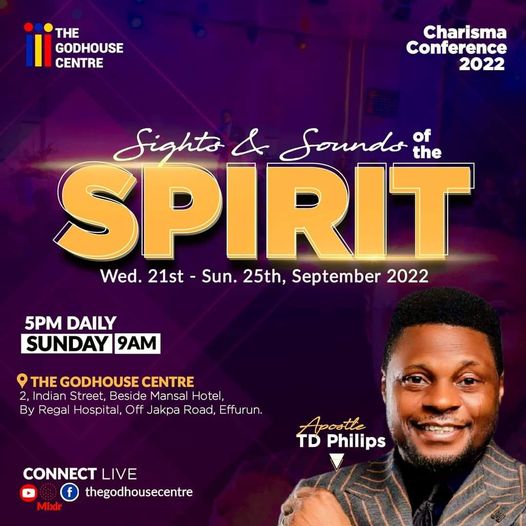 THE
GODHOUSE
CENTRE
Charisma
Conference
2022
Sights & Sounds of
the
SPIRIT
Wed. 21st - Sun. 25th, September 2022
5PM DAILY
SUNDAY 9AM
THE GODHOUSE CENTRE
2, Indian Street, Beside Mansal Hotel,
By Regal Hospital, Off Jakpa Road, Effurun.
Apostle
TD Philips
CONNECT LIVE
thegodhousecentre
Mixlr